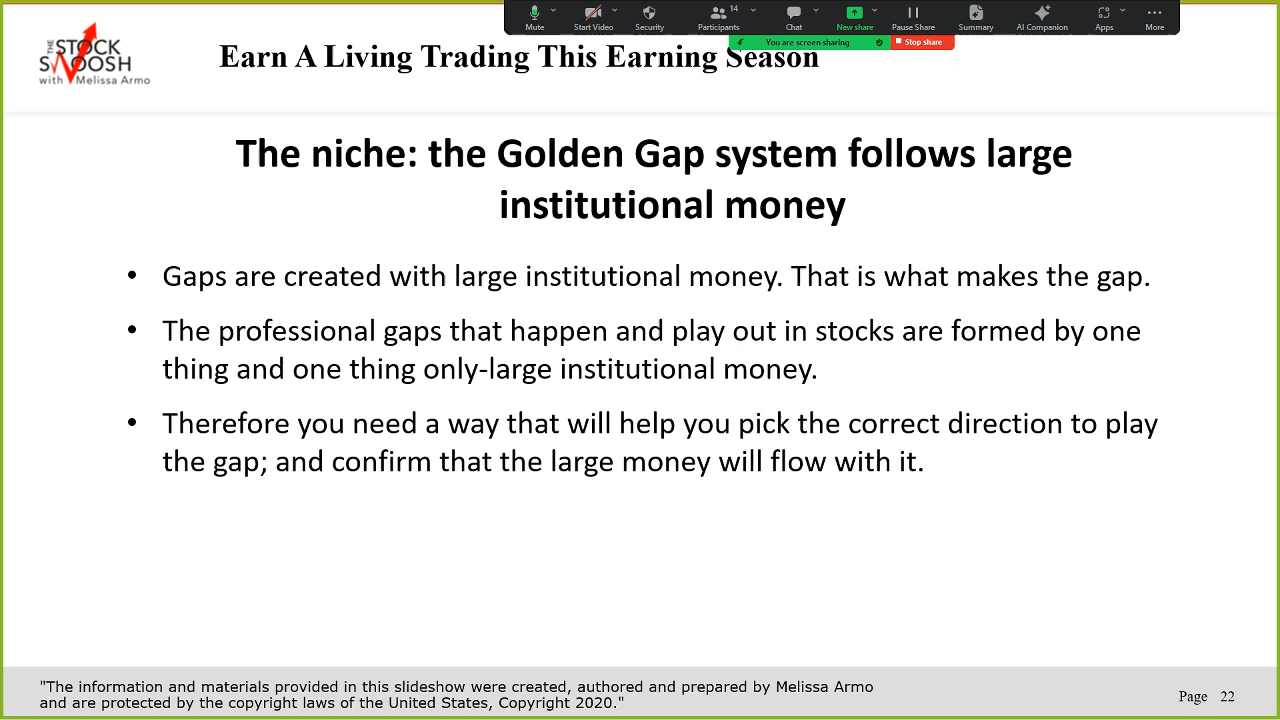 Mute
Start Video
Security
Participants
14
Chat
New share
Pause Share
Summary
AI Companion
Apps
More
You are screen sharing
Stop share
THE STOCK
SWOOSH
with Melissa Armo
Earn A Living Trading This Earning Season
The niche: the Golden Gap system follows large
institutional money
• Gaps are created with large institutional money. That is what makes the gap.
• The professional gaps that happen and play out in stocks are formed by one
thing and one thing only-large institutional money.
• Therefore you need a way that will help you pick the correct direction to play
the gap; and confirm that the large money will flow with it.
"The information and materials provided in this slideshow were created, authored and prepared by Melissa Armo
and are protected by the copyright laws of the United States, Copyright 2020."
Page 22